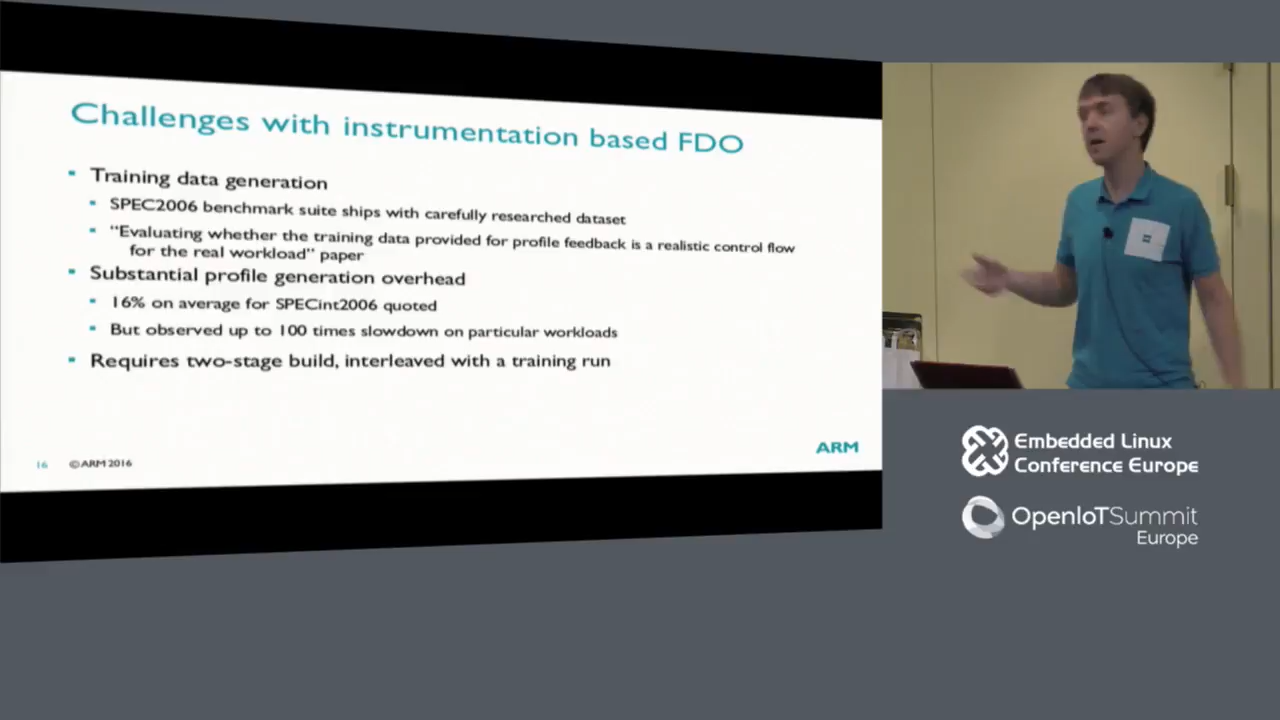 Challenges with instrumentation based FDO
Training data generation
SPEC2006 benchmark suite ships with carefully researched dataset
"Evaluating whether the training data provided for profile feedback is a realistic control flow
for the real workload" paper
Substantial profile generation overhead
16% on average for SPECint2006 quoted
But observed up to 100 times slowdown on particular workloads
Requires two-stage build, interleaved with a training run
16 ©ARM 2016
ARM
Embedded Linux
Conference Europe
OpenIoTSummit
Europe